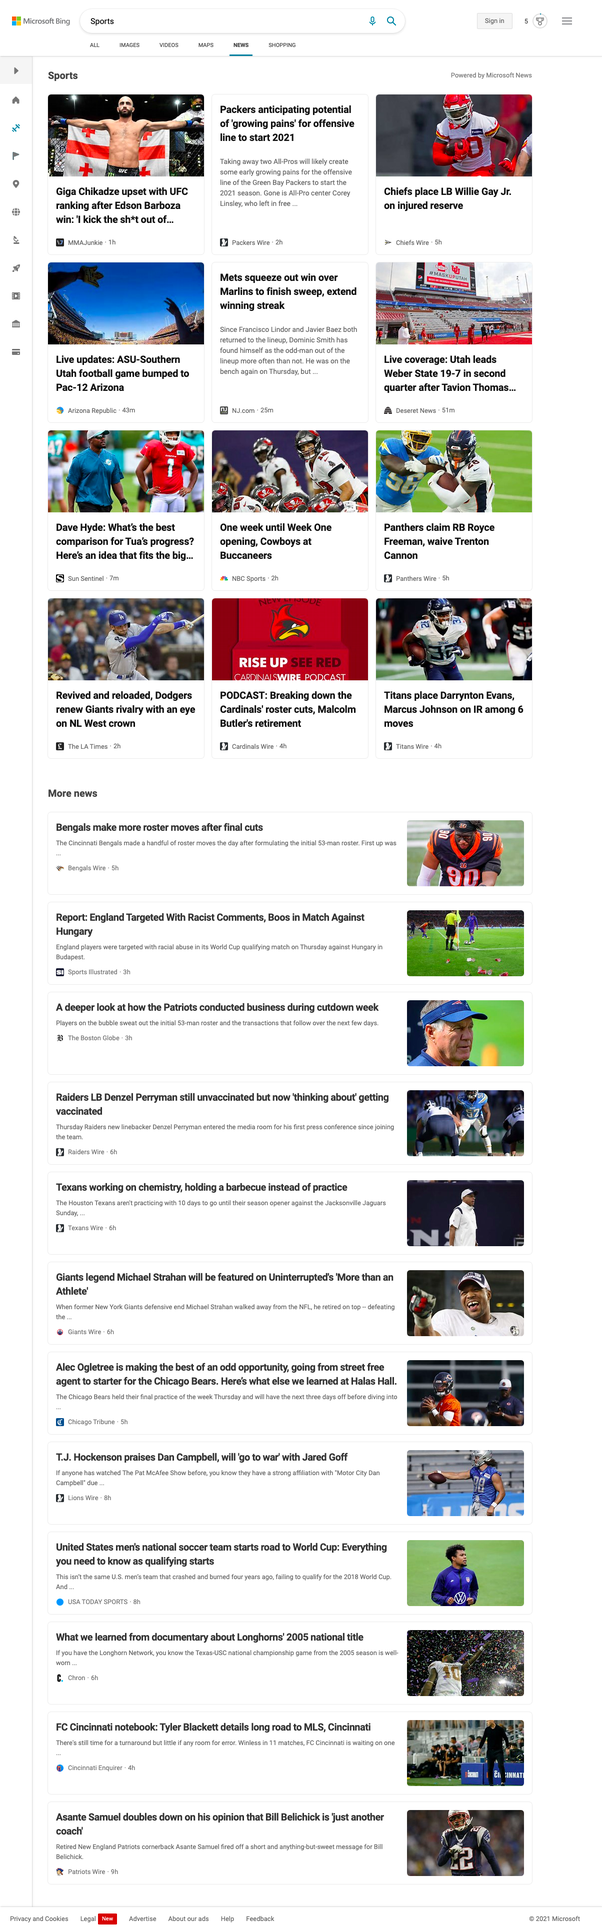 Microsoft Bing
Sports
Sign in
5
ALL
IMAGES
VIDEOS
MAPS
NEWS
SHOPPING
Sports
Powered by Microsoft News
Giga Chikadze upset with UFC
ranking after Edson Barboza
win: 'I kick the sh*t out of...
MMAJunkie · 1h
Packers anticipating potential
of 'growing pains' for offensive
line to start 2021
Taking away two All-Pros will likely create
some early growing pains for the offensive
line of the Green Bay Packers to start the
2021 season. Gone is All-Pro center Corey
Linsley, who left in free ...
Packers Wire · 2h
Chiefs place LB Willie Gay Jr.
on injured reserve
Chiefs Wire · 5h
Live updates: ASU-Southern
Utah football game bumped to
Pac-12 Arizona
Arizona Republic · 43m
Mets squeeze out win over
Marlins to finish sweep, extend
winning streak
Since Francisco Lindor and Javier Baez both
returned to the lineup, Dominic Smith has
found himself as the odd-man out of the
lineup more often than not. He was on the
bench again on Thursday, but ...
NJ.com · 25m
#MASKUPUTAH
Live coverage: Utah leads
Weber State 19-7 in second
quarter after Tavion Thomas...
Deseret News · 51m
Dave Hyde: What's the best
comparison for Tua's progress?
Here's an idea that fits the big...
Sun Sentinel · 7m
One week until Week One
opening, Cowboys at
Buccaneers
NBC Sports · 2h
Panthers claim RB Royce
Freeman, waive Trenton
Cannon
Panthers Wire · 5h
Revived and reloaded, Dodgers
renew Giants rivalry with an eye
on NL West crown
The LA Times · 2h
NEW EPISODE
RISE UP SEE RED
CARDINALSWIRE PODCAST
PODCAST: Breaking down the
Cardinals' roster cuts, Malcolm
Butler's retirement
Cardinals Wire · 4h
Titans place Darrynton Evans,
Marcus Johnson on IR among 6
moves
Titans Wire · 4h
More news
Bengals make more roster moves after final cuts
The Cincinnati Bengals made a handful of roster moves the day after formulating the initial 53-man roster. First up was
...
Bengals Wire · 5h
Report: England Targeted With Racist Comments, Boos in Match Against
Hungary
England players were targeted with racial abuse in its World Cup qualifying match on Thursday against Hungary in
Budapest.
Sports Illustrated · 3h
A deeper look at how the Patriots conducted business during cutdown week
Players on the bubble sweat out the initial 53-man roster and the transactions that follow over the next few days.
The Boston Globe · 3h
Raiders LB Denzel Perryman still unvaccinated but now 'thinking about' getting
vaccinated
Thursday Raiders new linebacker Denzel Perryman entered the media room for his first press conference since joining
the team.
Raiders Wire · 6h
Texans working on chemistry, holding a barbecue instead of practice
The Houston Texans aren't practicing with 10 days to go until their season opener against the Jacksonville Jaguars
Sunday, ...
Texans Wire · 6h
Giants legend Michael Strahan will be featured on Uninterrupted's 'More than an
Athlete'
When former New York Giants defensive end Michael Strahan walked away from the NFL, he retired on top – defeating
the ...
Giants Wire · 6h
Alec Ogletree is making the best of an odd opportunity, going from street free
agent to starter for the Chicago Bears. Here's what else we learned at Halas Hall.
The Chicago Bears held their final practice of the week Thursday and will have the next three days off before diving into
...
Chicago Tribune · 5h
T.J. Hockenson praises Dan Campbell, will 'go to war' with Jared Goff
If anyone has watched The Pat McAfee Show before, you know they have a strong affiliation with "Motor City Dan
Campbell" due ...
Lions Wire · 8h
United States men's national soccer team starts road to World Cup: Everything
you need to know as qualifying starts
This isn't the same U.S. men's team that crashed and burned four years ago, failing to qualify for the 2018 World Cup.
And ...
USA TODAY SPORTS · 8h
What we learned from documentary about Longhorns' 2005 national title
If you have the Longhorn Network, you know the Texas-USC national championship game from the 2005 season is well-
worn ...
Chron · 6h
FC Cincinnati notebook: Tyler Blackett details long road to MLS, Cincinnati
There's still time for a turnaround but little if any room for error. Winless in 11 matches, FC Cincinnati is waiting on one
...
Cincinnati Enquirer · 4h
Asante Samuel doubles down on his opinion that Bill Belichick is 'just another
coach'
Retired New England Patriots cornerback Asante Samuel fired off a short and anything-but-sweet message for Bill
Belichick.
Patriots Wire · 9h
Privacy and Cookies
Legal
New
Advertise
About our ads
Help
Feedback
© 2021 Microsoft